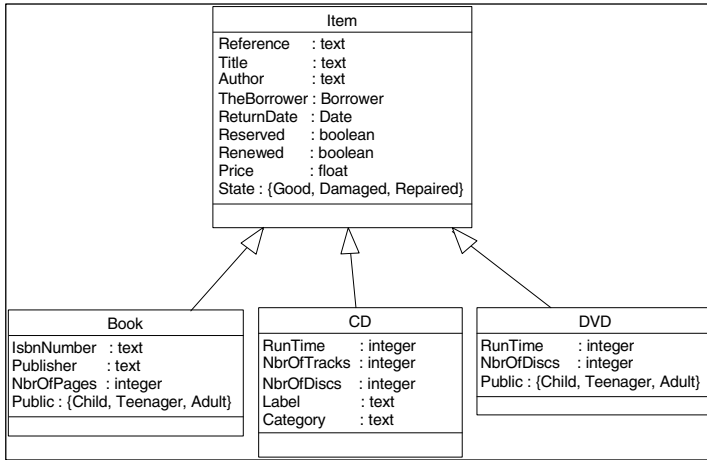 Item
Reference : text
Title : text
Author : text
TheBorrower : Borrower
ReturnDate : Date
Reserved : boolean
Renewed : boolean
Price : float
State : {Good, Damaged, Repaired}
Book
IsbnNumber : text
Publisher : text
NbrOfPages : integer
Public : {Child, Teenager, Adult}
CD
RunTime : integer
NbrOfTracks : integer
NbrOfDiscs : integer
Label : text
Category : text
DVD
RunTime : integer
NbrOfDiscs : integer
Public : {Child, Teenager, Adult}